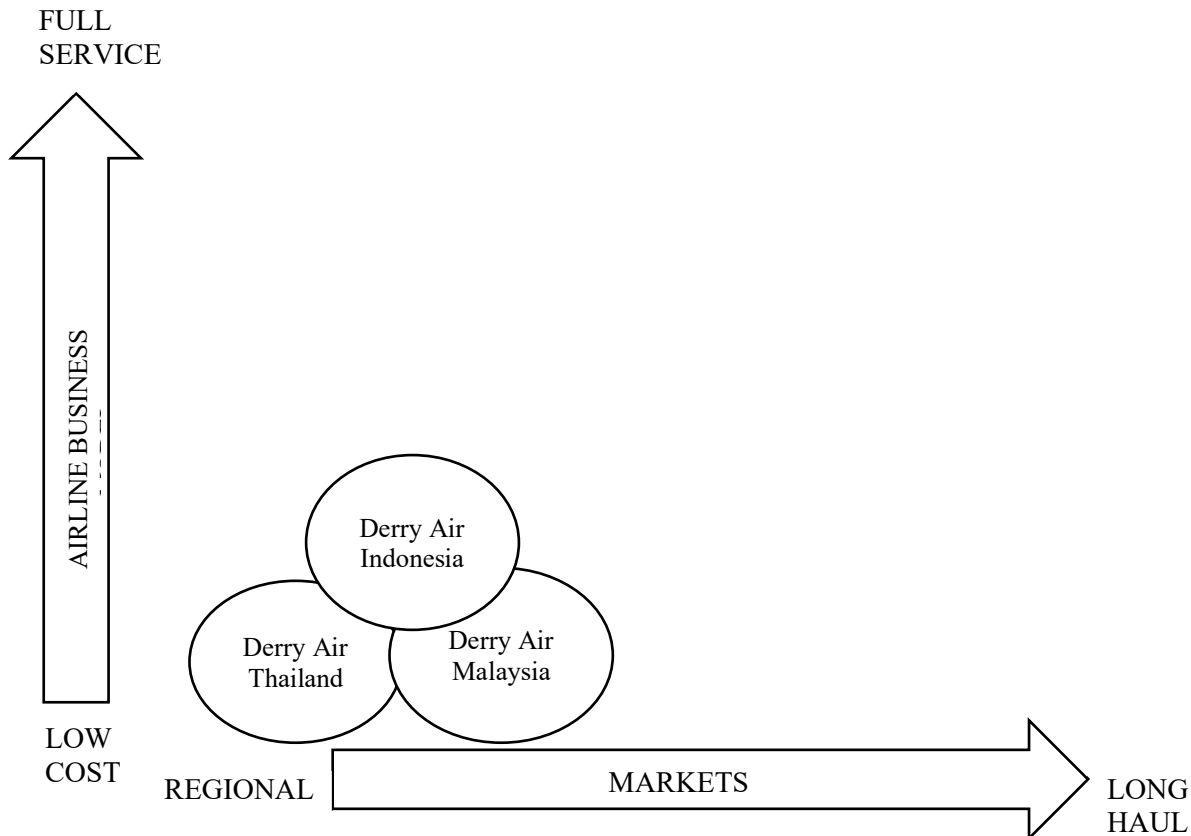 FULL
SERVICE
AIRLINE BUSINESS
Derry Air
Indonesia
Derry Air
Thailand
Derry Air
Malaysia
LOW
COST
REGIONAL
MARKETS
LONG
HAUL